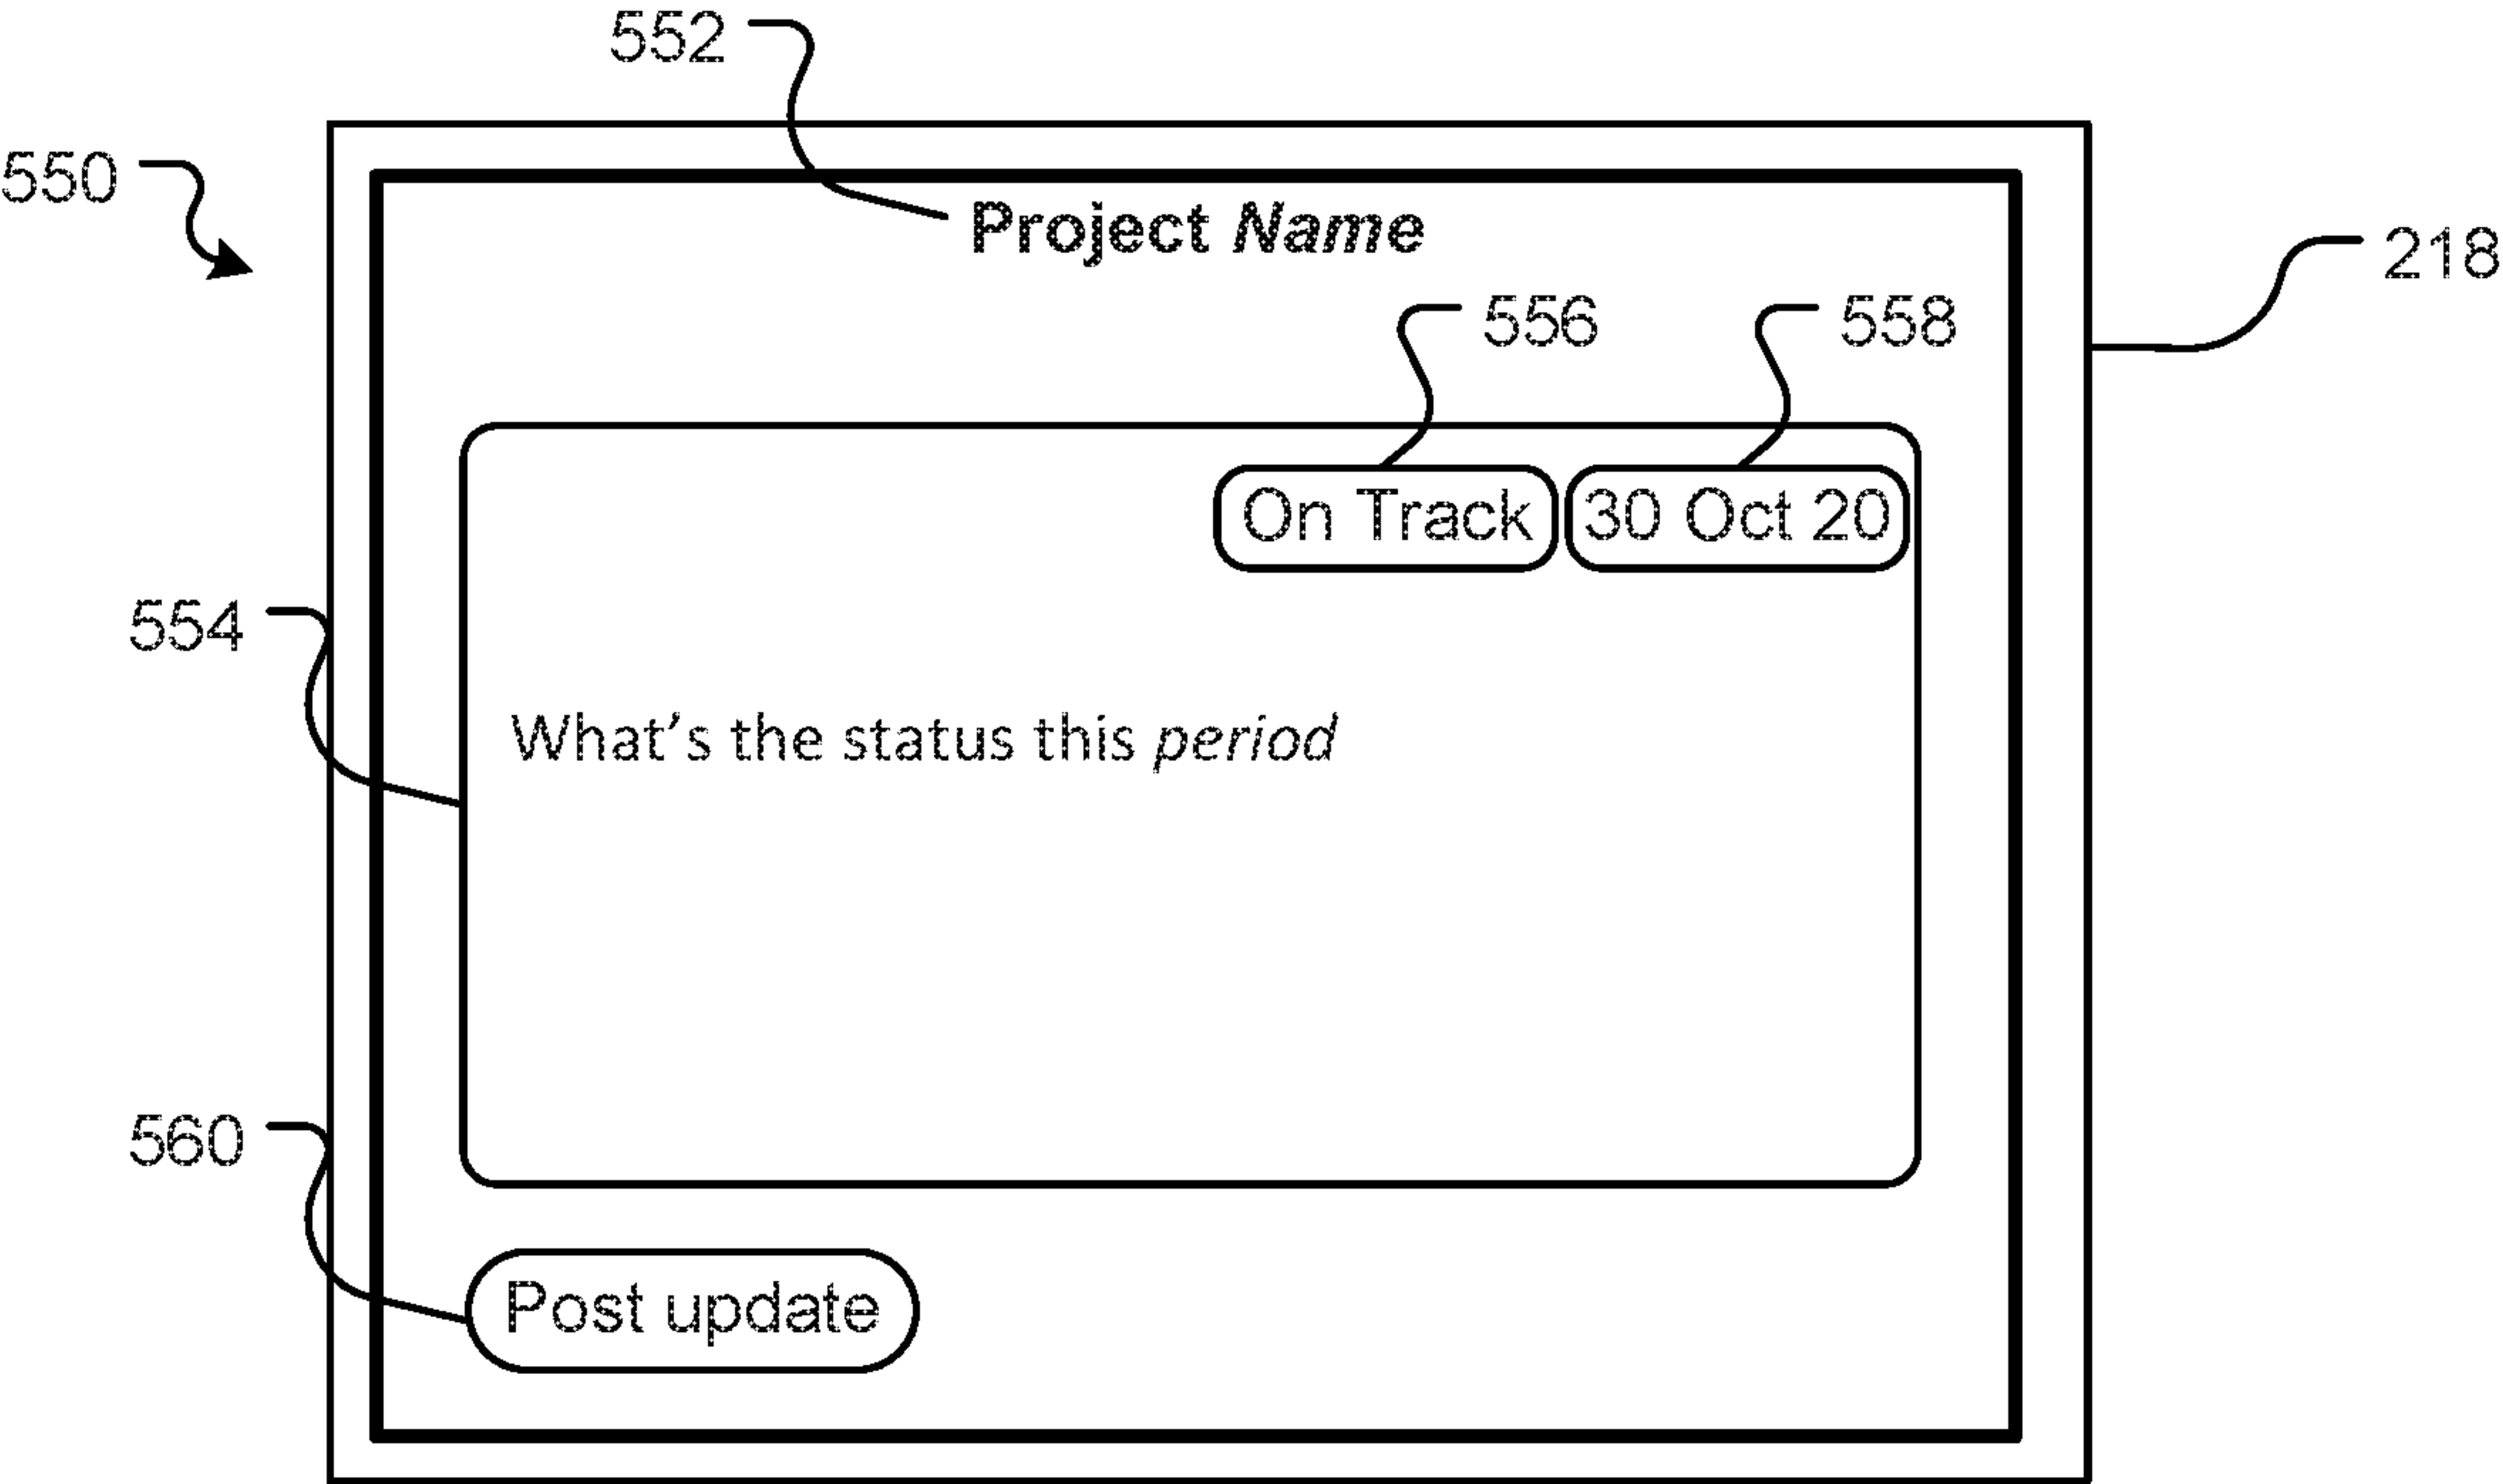 552
550
Project Name
218
556
558
On Track
30 Oct 20
554
What's the status this period
560
Post update